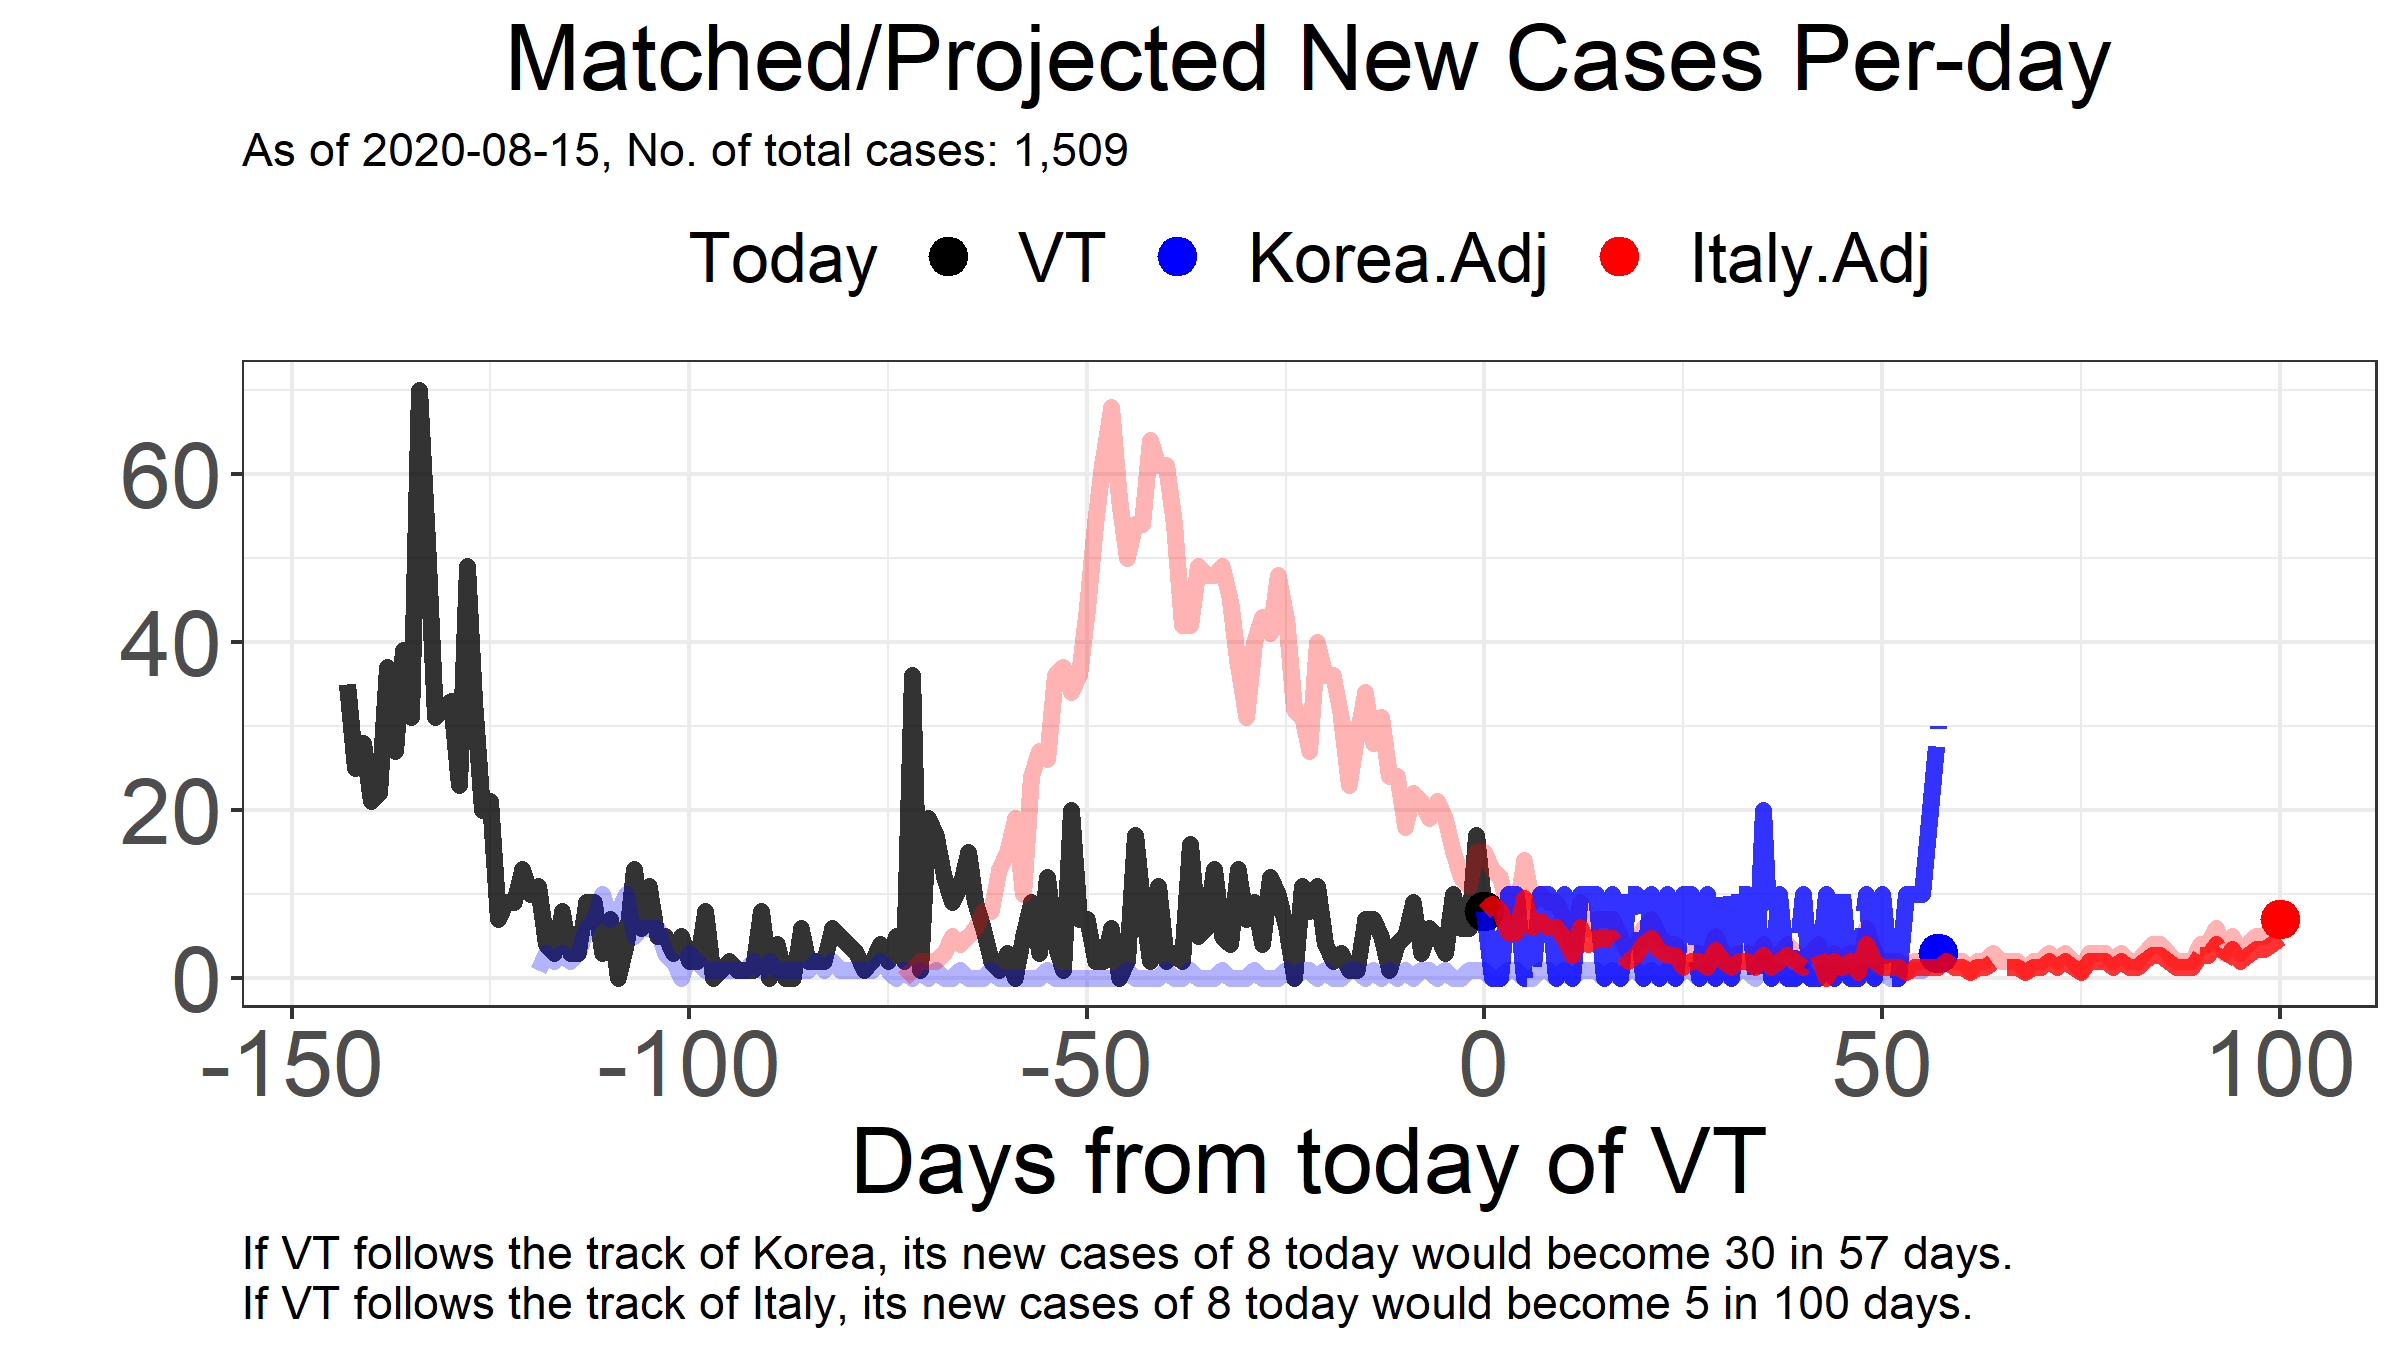 Matched/Projected New Cases Per-day
As of 2020-08-15, No. of total cases: 1,509
Today VT Korea.Adj Italy.Adj
60
40
20
0
-150 -100 -50 0 50 100
Days from today of VT
If VT follows the track of Korea, its new cases of 8 today would become 30 in 57 days.
If VT follows the track of Italy, its new cases of 8 today would become 5 in 100 days.